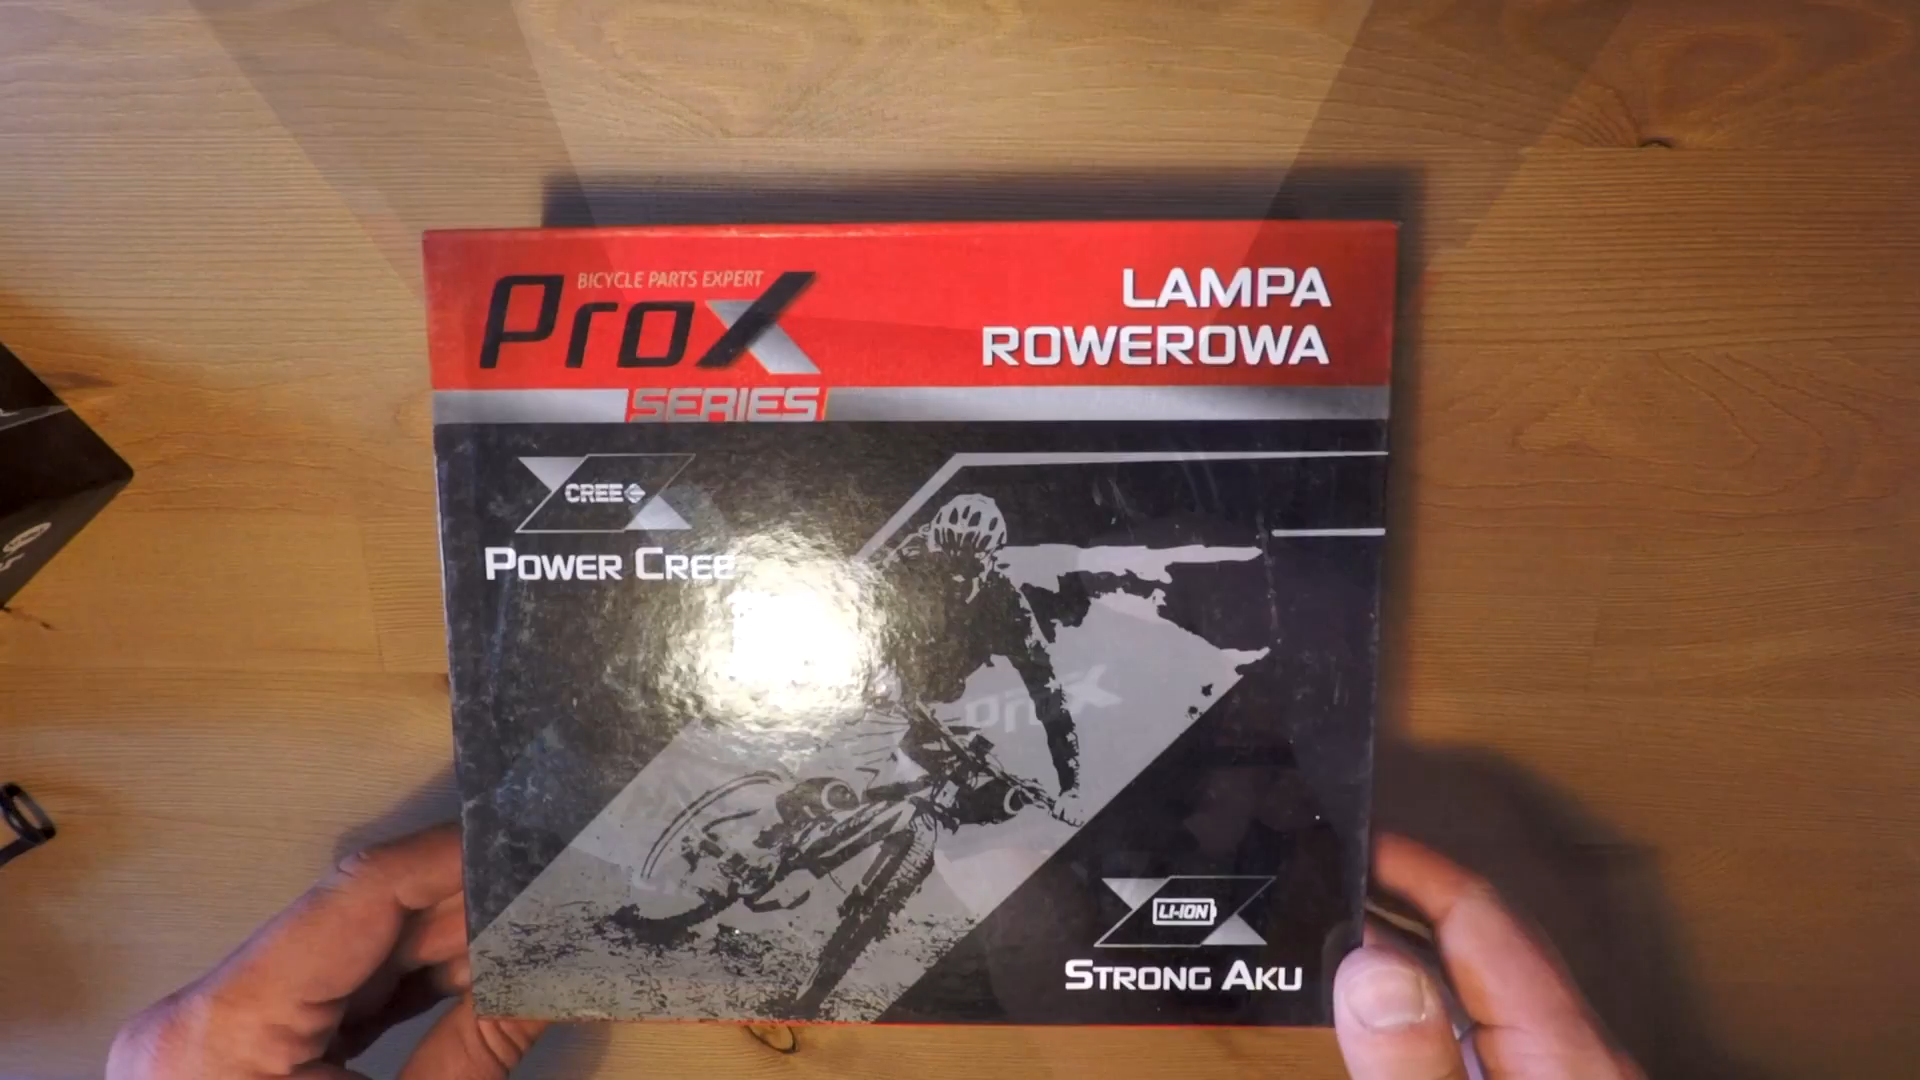 BICYCLE PARTS EXPERT
ProX
SERIES
LAMPA
ROWEROWA
CREE
POWER CREE
LI-ION
STRONG AKU